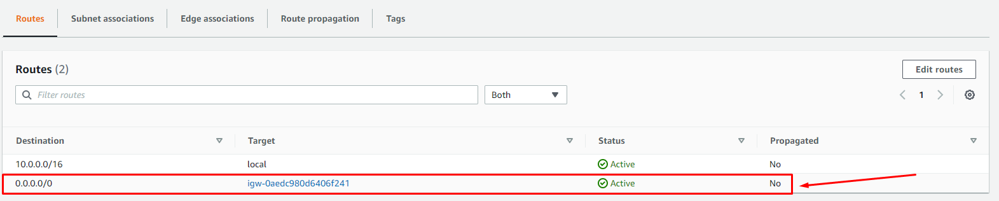 Routes Subnet associations Edge associations Route propagation Tags
Routes (2)
Edit routes
Filter routes Both 1
Destination Target Status Propagated
10.0.0.0/16 local Active No
0.0.0.0/0 igw-0aedc980d6406f241 Active No